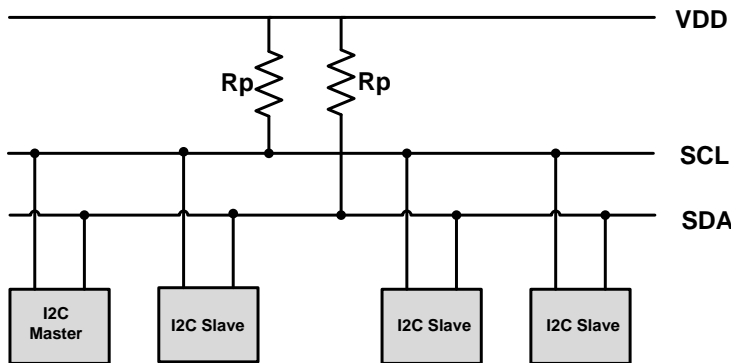 VDD
Rp
Rp
SCL
SDA
I2C
Master
I2C Slave
I2C Slave
I2C Slave